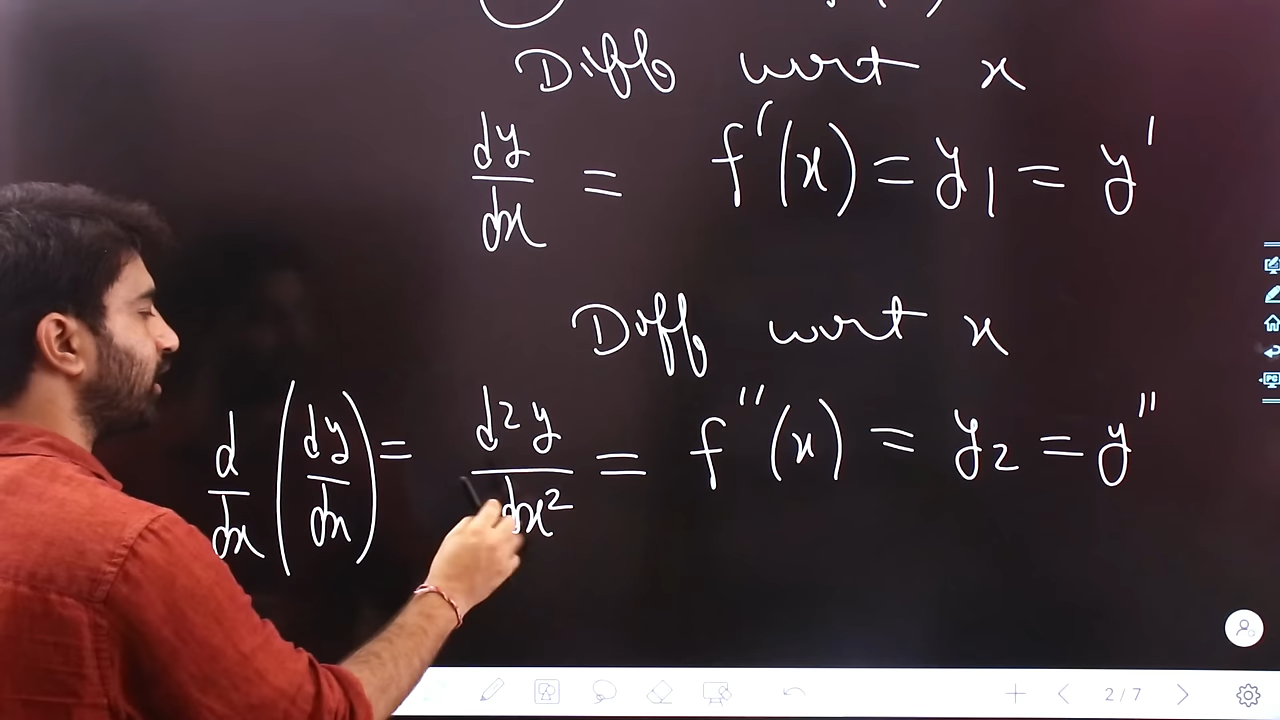 Diff wrt x
dy/dx = f'(x) = y₁ = y'
Diff wrt x
d/dx (dy/dx) = d²y/dx² = f''(x) = y₂ = y''
2 / 7